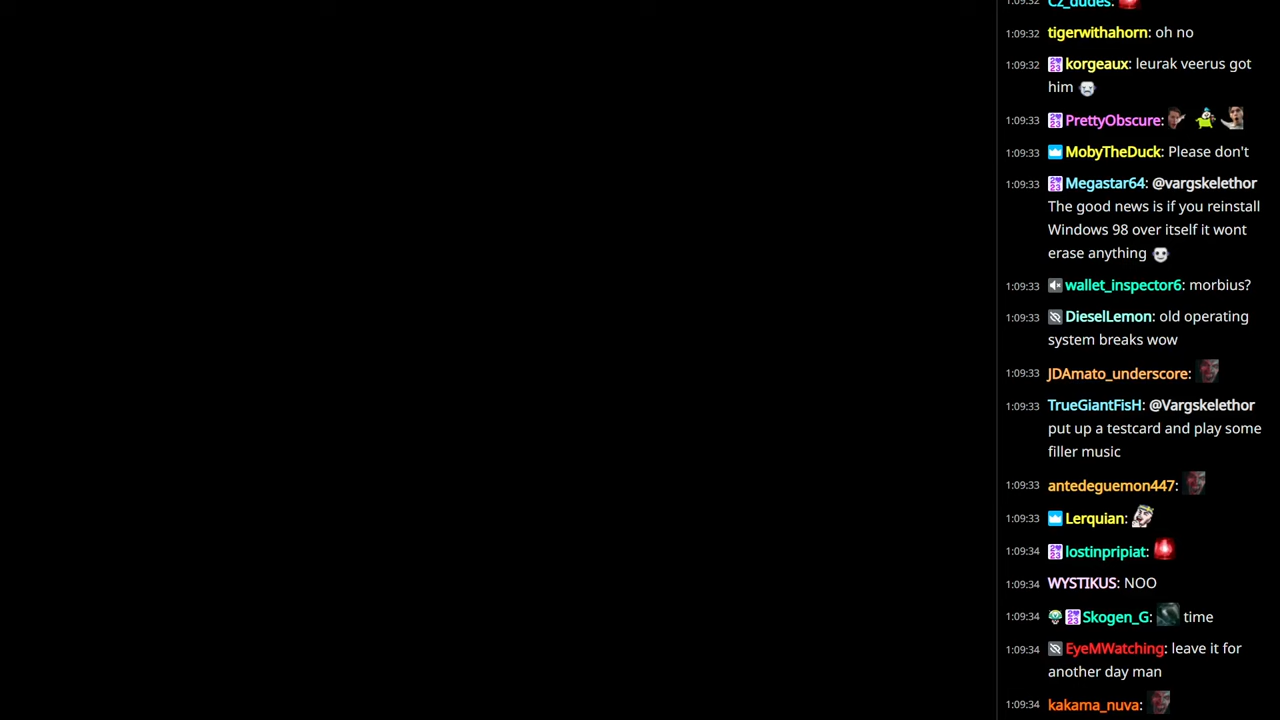 1:09:32 Cz_dudes:
1:09:32 tigerwithahorn: oh no
1:09:32 korgeaux: leurak veerus got
him
1:09:33 PrettyObscure:
1:09:33 MobyTheDuck: Please don't
1:09:33 Megastar64: @vargskelethor
The good news is if you reinstall
Windows 98 over itself it wont
erase anything
1:09:33 wallet_inspector6: morbius?
1:09:33 DieselLemon: old operating
system breaks wow
1:09:33 JDAmato_underscore:
1:09:33 TrueGiantFisH: @Vargskelethor
put up a testcard and play some
filler music
1:09:33 antedeguemon447:
1:09:33 Lerquian:
1:09:34 lostinpripiat:
1:09:34 WYSTIKUS: NOO
1:09:34 Skogen_G: time
1:09:34 EyeMWatching: leave it for
another day man
1:09:34 kakama_nuva: